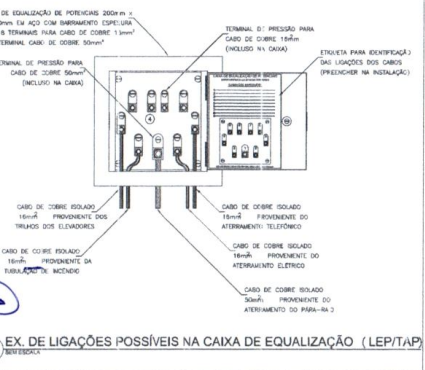 DE EQUALIZAÇÃO DE POTENCIAIS 200mm x
0mm EM AÇO COM BARRAMENTO ESPESSURA
8 TERMINAIS PARA CABO DE COBRE 16mm²
TERMINAL CABO DE COBRE 50mm²
TERMINAL DE PRESSÃO PARA
CABO DE COBRE 16mm²
(INCLUSO NA CAIXA)
ETIQUETA PARA IDENTIFICAÇÃO
DAS LIGAÇÕES DOS CABOS
(PREENCHER NA INSTALAÇÃO)
TERMINAL DE PRESSÃO PARA
CABO DE COBRE 50mm²
(INCLUSO NA CAIXA)
4
CABO DE COBRE ISOLADO
16mm² PROVENIENTE DOS
TRILHOS DOS ELEVADORES
CABO DE COBRE ISOLADO
16mm² PROVENIENTE DO
ATERRAMENTO TELEFÔNICO
CABO DE COBRE ISOLADO
16mm² PROVENIENTE DA
TUBULAÇÃO DE INCÊNDIO
CABO DE COBRE ISOLADO
16mm² PROVENIENTE DO
ATERRAMENTO ELÉTRICO
CABO DE COBRE ISOLADO
50mm² PROVENIENTE DO
ATERRAMENTO DO PÁRA-RAIO
EX. DE LIGAÇÕES POSSÍVEIS NA CAIXA DE EQUALIZAÇÃO (LEP/TAP)
SEM ESCALA